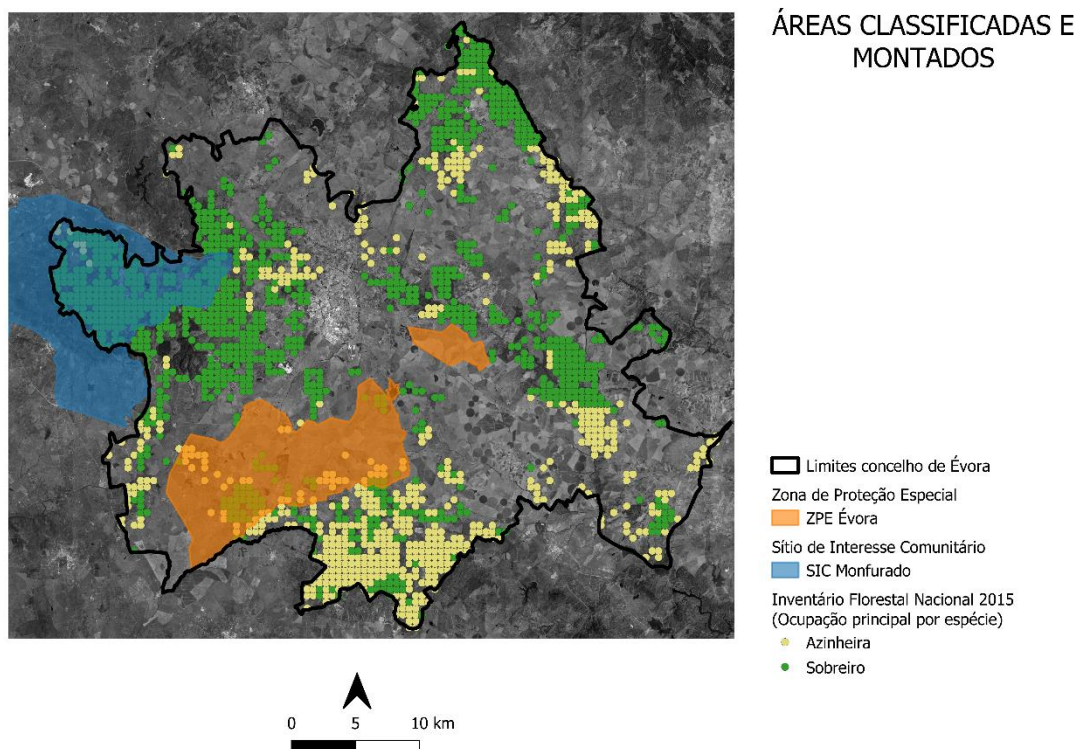 ÁREAS CLASSIFICADAS E
MONTADOS
Limites concelho de Évora
Zona de Proteção Especial
ZPE Évora
Sítio de Interesse Comunitário
SIC Monfurado
Inventário Florestal Nacional 2015
(Ocupação principal por espécie)
Azinheira
Sobreiro
0 5 10 km